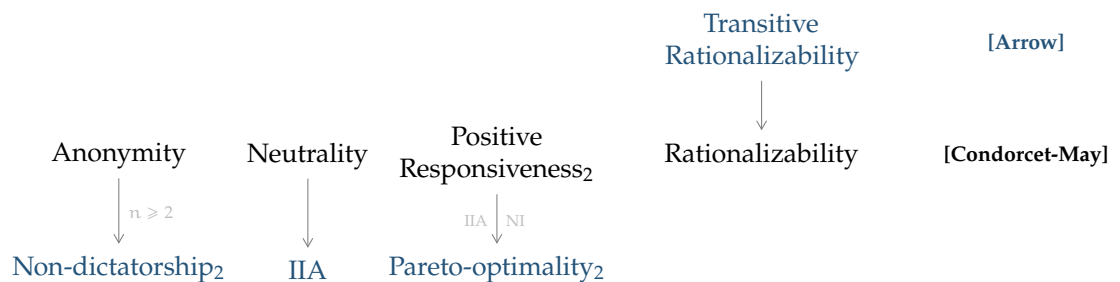 Transitive
Rationalizability
[Arrow]
Anonymity
Neutrality
Positive
Responsiveness₂
Rationalizability
[Condorcet-May]
n ⩾ 2
IIA
NI
Non-dictatorship₂
IIA
Pareto-optimality₂